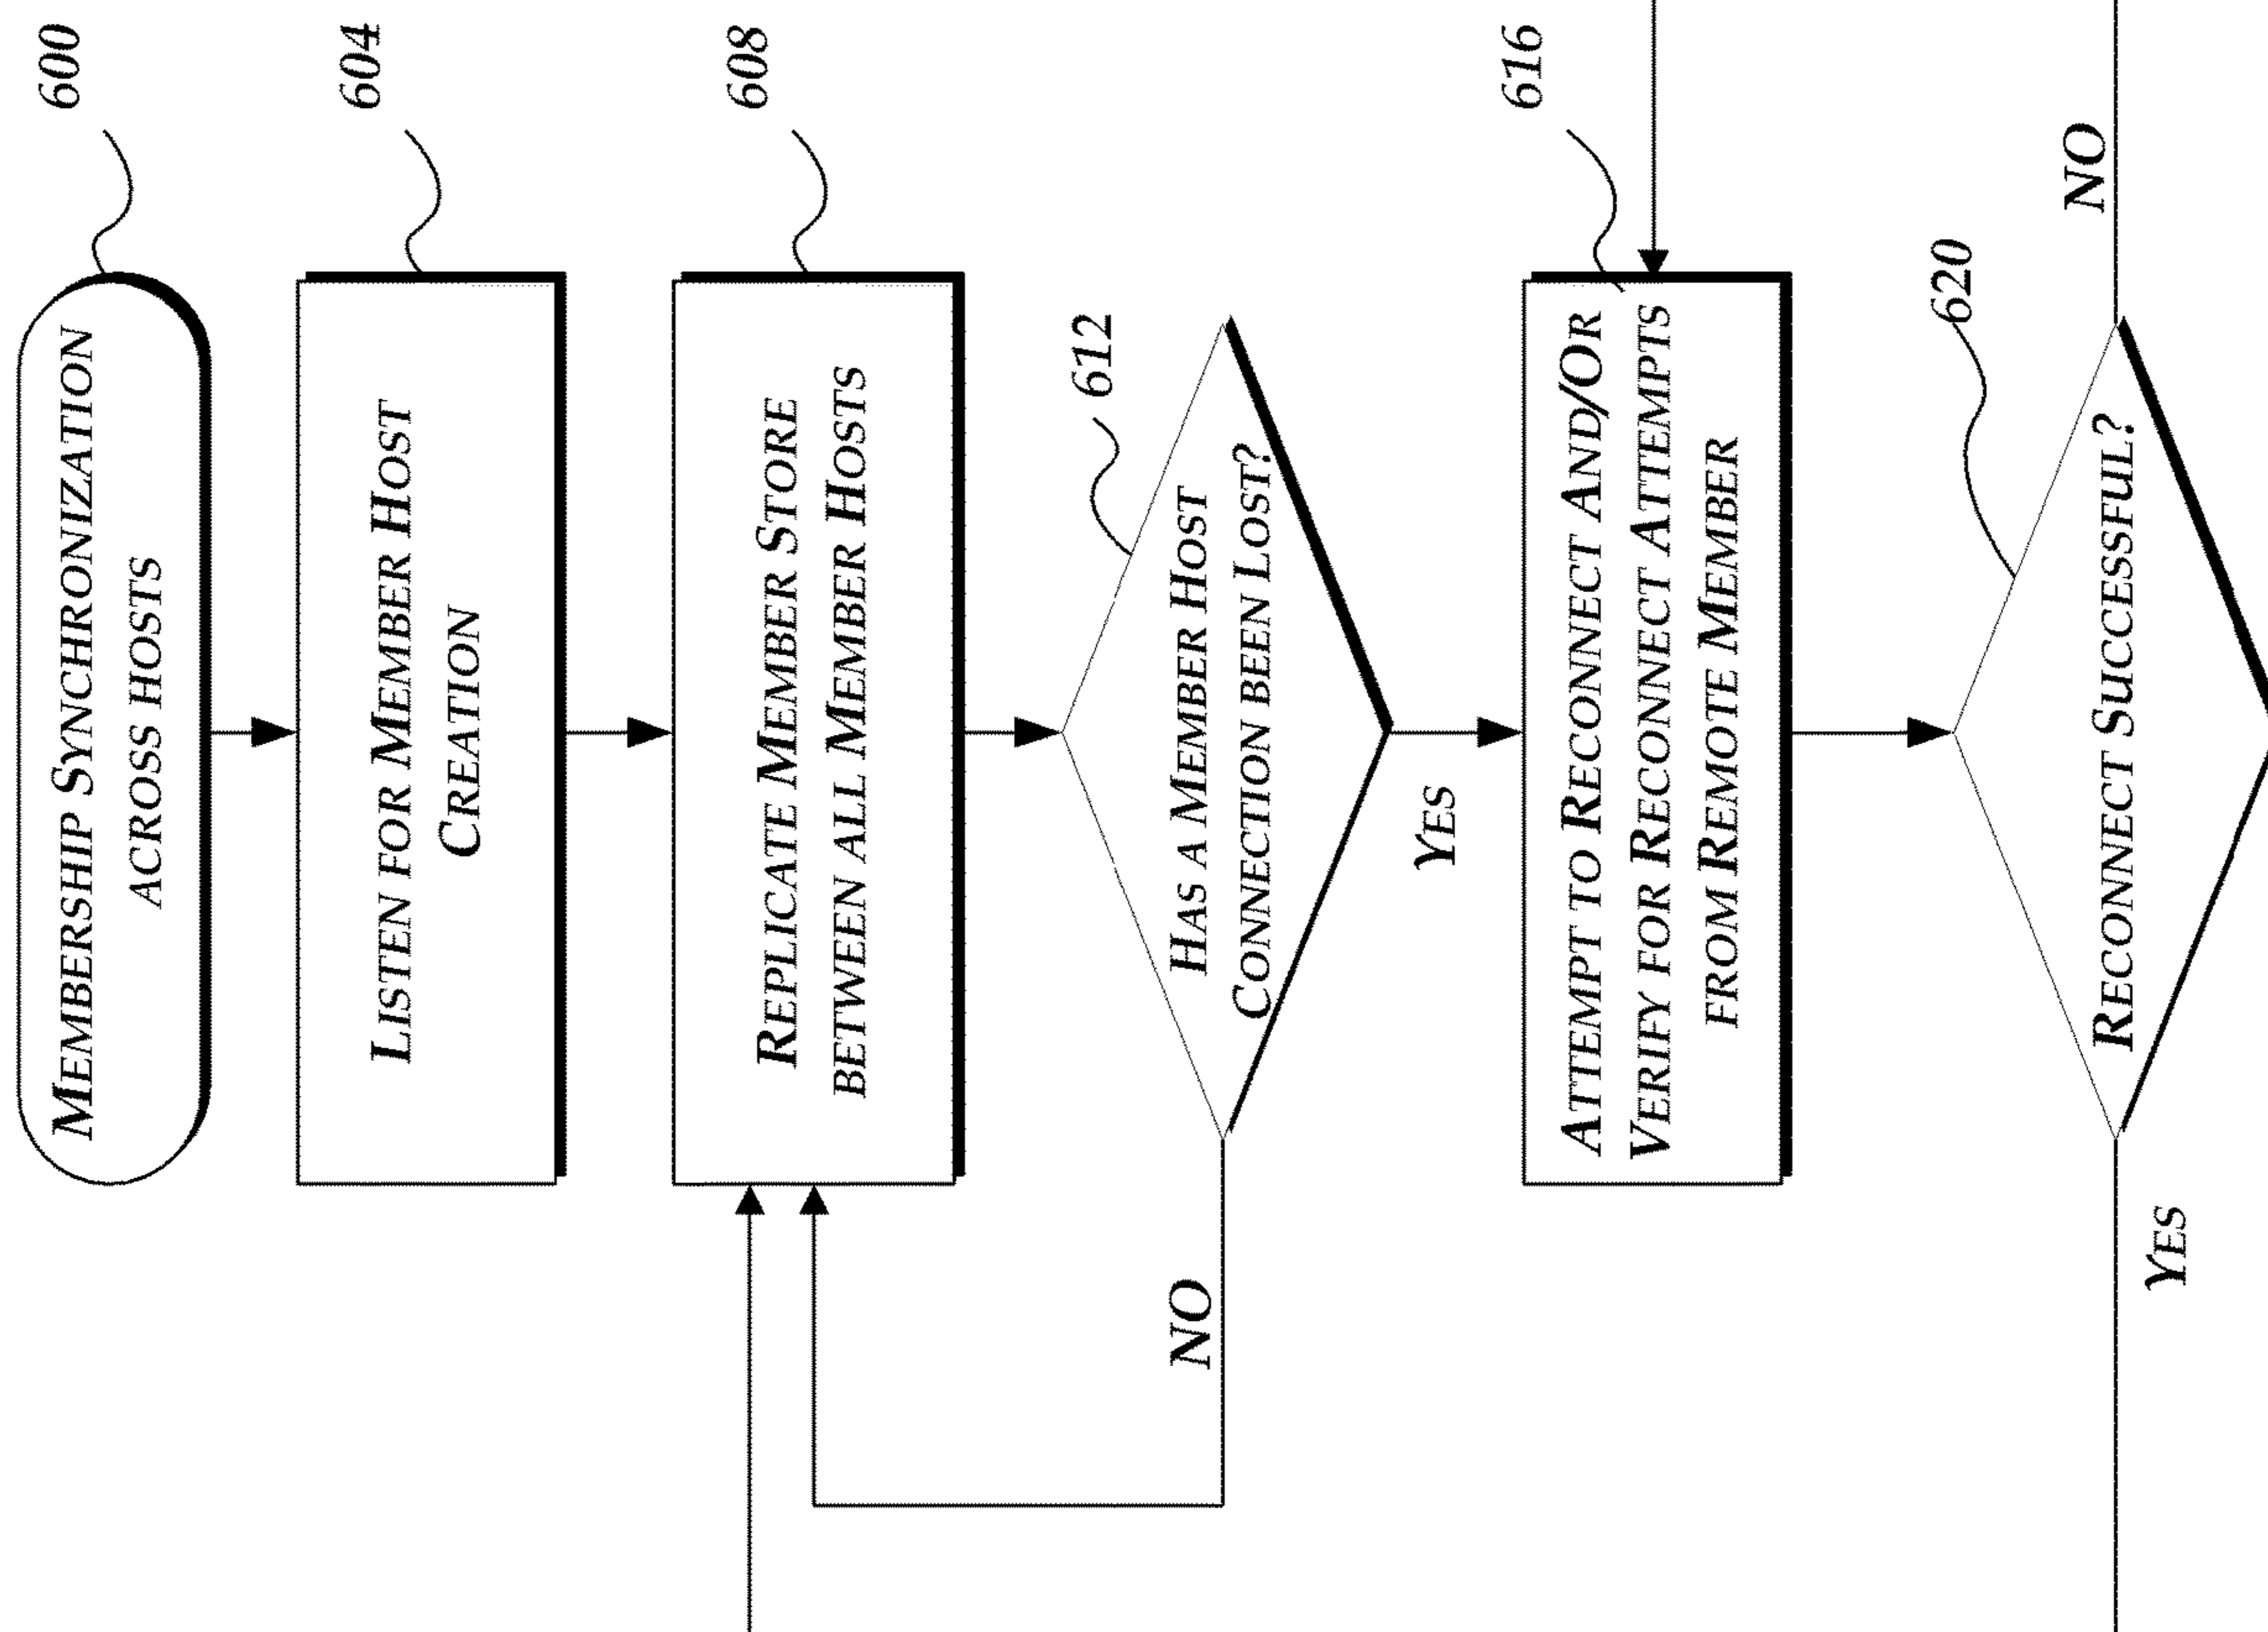 600
MEMBERSHIP SYNCHRONIZATION
ACROSS HOSTS
604
LISTEN FOR MEMBER HOST
CREATION
608
REPLICATE MEMBER STORE
BETWEEN ALL MEMBER HOSTS
612
HAS A MEMBER HOST
CONNECTION BEEN LOST?
NO
YES
616
ATTEMPT TO RECONNECT AND/OR
VERIFY FOR RECONNECT ATTEMPTS
FROM REMOTE MEMBER
620
RECONNECT SUCCESSFUL?
NO
YES